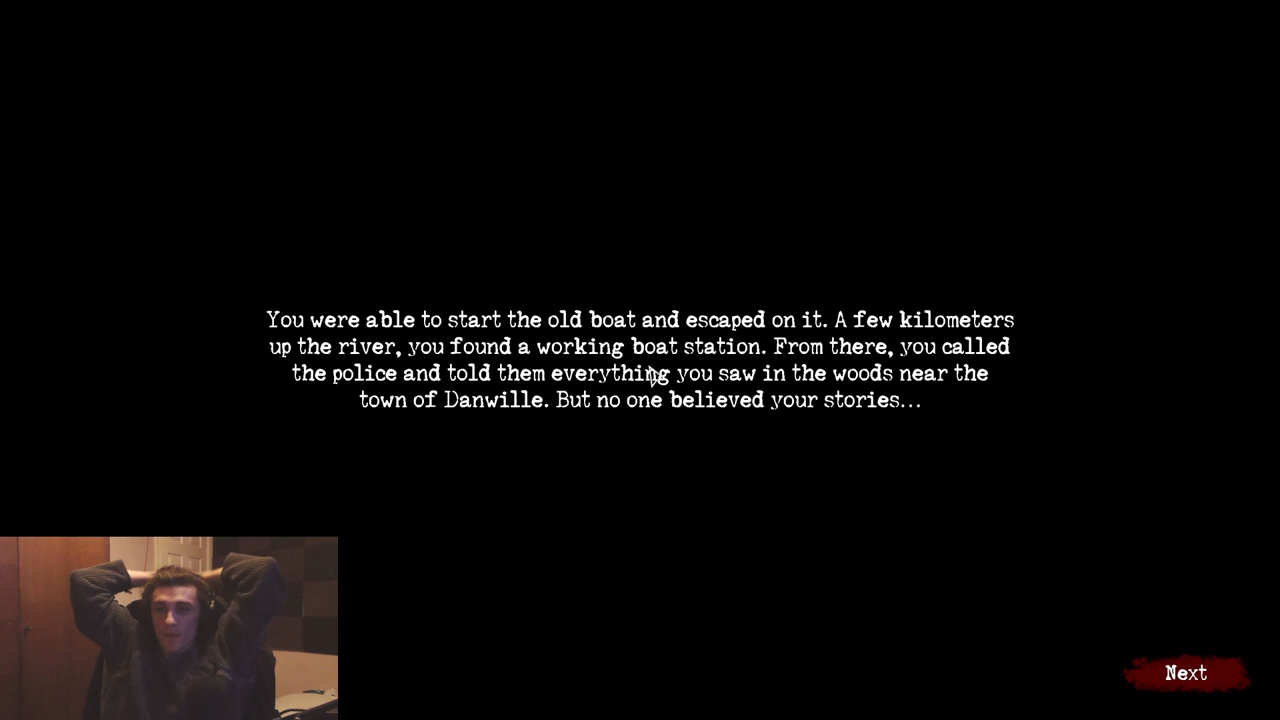 You were able to start the old boat and escaped on it. A few kilometers
up the river, you found a working boat station. From there, you called
the police and told them everything you saw in the woods near the
town of Danwille. But no one believed your stories...
Next